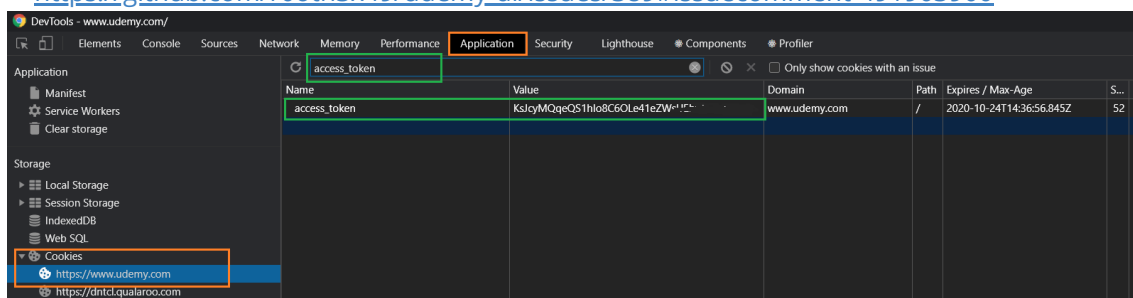 DevTools - www.udemy.com/
Elements Console Sources Network Memory Performance Application Security Lighthouse Components Profiler
Application
access_token
Only show cookies with an issue
Manifest
Service Workers
Clear storage
Name Value Domain Path Expires / Max-Age S...
access_token www.udemy.com / 2020-10-24T14:36:56.845Z 52
Storage
Local Storage
Session Storage
IndexedDB
Web SQL
Cookies
https://www.udemy.com
https://dntcl.qualaroo.com